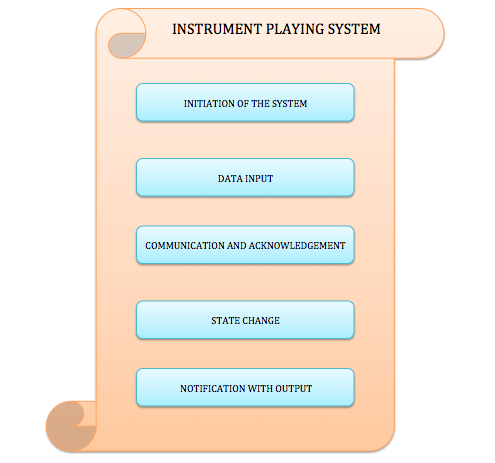 INSTRUMENT PLAYING SYSTEM
INITIATION OF THE SYSTEM
DATA INPUT
COMMUNICATION AND ACKNOWLEDGEMENT
STATE CHANGE
NOTIFICATION WITH OUTPUT